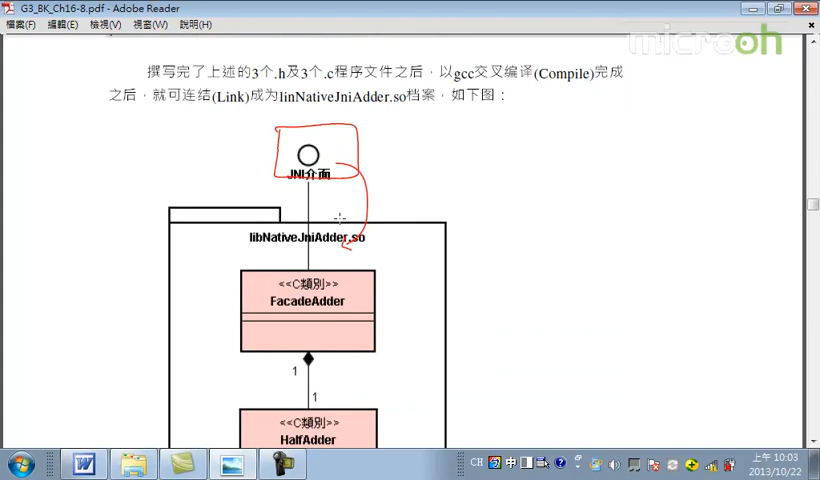 G3_BK_Ch16-8.pdf - Adobe Reader
檔案(F) 編輯(E) 檢視(V) 視窗(W) 說明(H)
microoh
撰写完了上述的3个.h及3个.c程序文件之后，以gcc交叉编译(Compile)完成
之后，就可连结(Link)成为linNativeJniAdder.so档案，如下图：
JNI介面
libNativeJniAdder.so
<<C類別>>
FacadeAdder
1
1
<<C類別>>
HalfAdder
CH 中
上午 10:03
2013/10/22